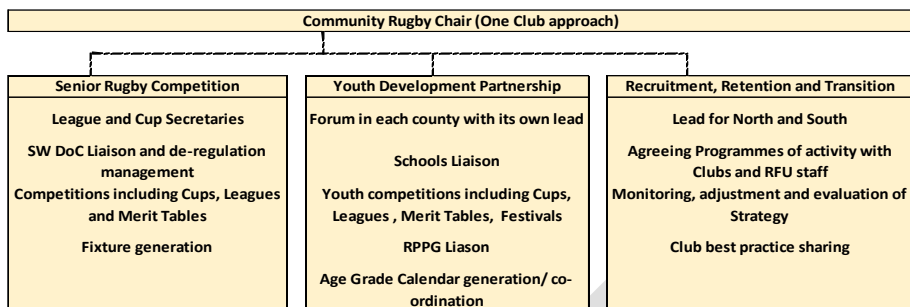 Community Rugby Chair (One Club approach)
Senior Rugby Competition
League and Cup Secretaries
SW DoC Liaison and de-regulation
management
Competitions including Cups, Leagues
and Merit Tables
Fixture generation
Youth Development Partnership
Forum in each county with its own lead
Schools Liaison
Youth competitions including Cups,
Leagues , Merit Tables, Festivals
RPPG Liason
Age Grade Calendar generation/ co-
ordination
Recruitment, Retention and Transition
Lead for North and South
Agreeing Programmes of activity with
Clubs and RFU staff
Monitoring, adjustment and evaluation of
Strategy
Club best practice sharing